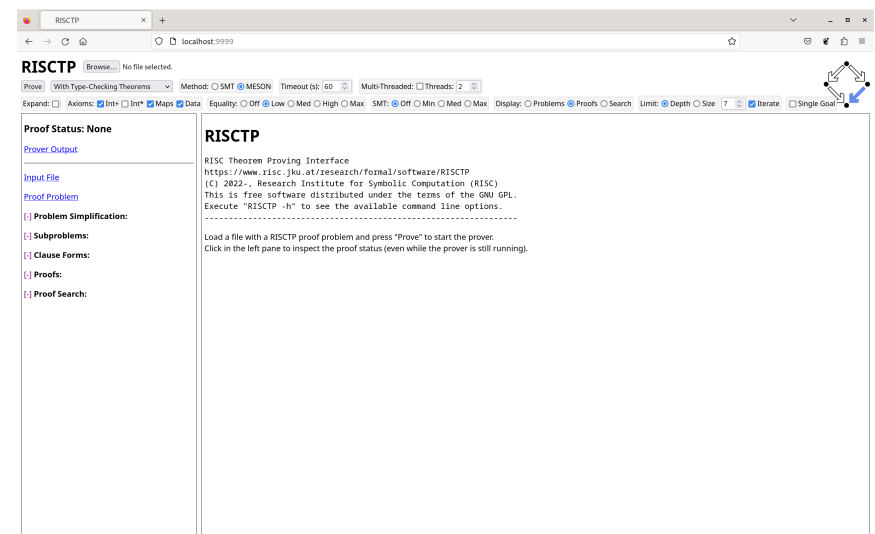 RISCTP
localhost:9999
RISCTP Browse... No file selected.
Prove With Type-Checking Theorems Method: SMT MESON Timeout (s): 60 Multi-Threaded: Threads: 2
Expand: Axioms: Int+ Int* Maps Data Equality: Off Low Med High Max SMT: Off Min Med Max Display: Problems Proofs Search Limit: Depth Size 7 Iterate Single Goal
Proof Status: None
Prover Output
Input File
Proof Problem
[-] Problem Simplification:
[-] Subproblems:
[-] Clause Forms:
[-] Proofs:
[-] Proof Search:
RISCTP
RISC Theorem Proving Interface
https://www.risc.jku.at/research/formal/software/RISCTP
(C) 2022-, Research Institute for Symbolic Computation (RISC)
This is free software distributed under the terms of the GNU GPL.
Execute "RISCTP -h" to see the available command line options.
------------------------------------------------------------------
Load a file with a RISCTP proof problem and press "Prove" to start the prover.
Click in the left pane to inspect the proof status (even while the prover is still running).